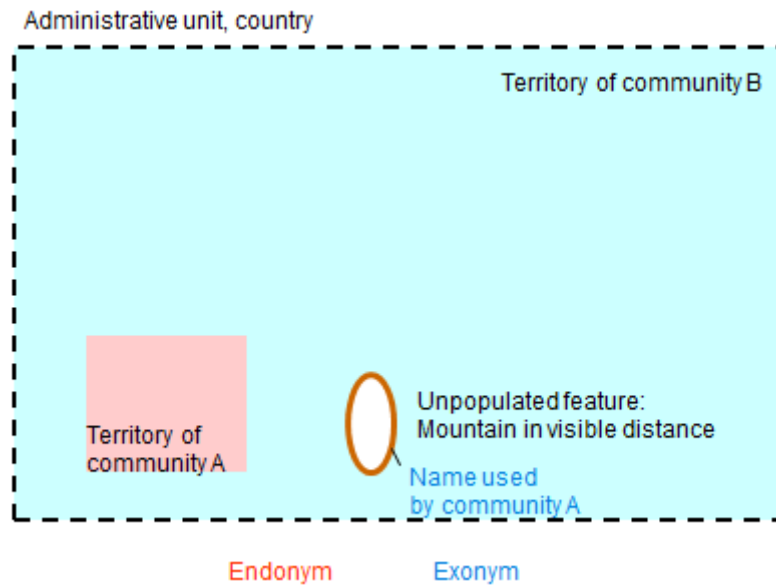 Administrative unit, country
Territory of community B
Unpopulated feature:
Mountain in visible distance
Territory of
community A
Name used
by community A
Endonym Exonym